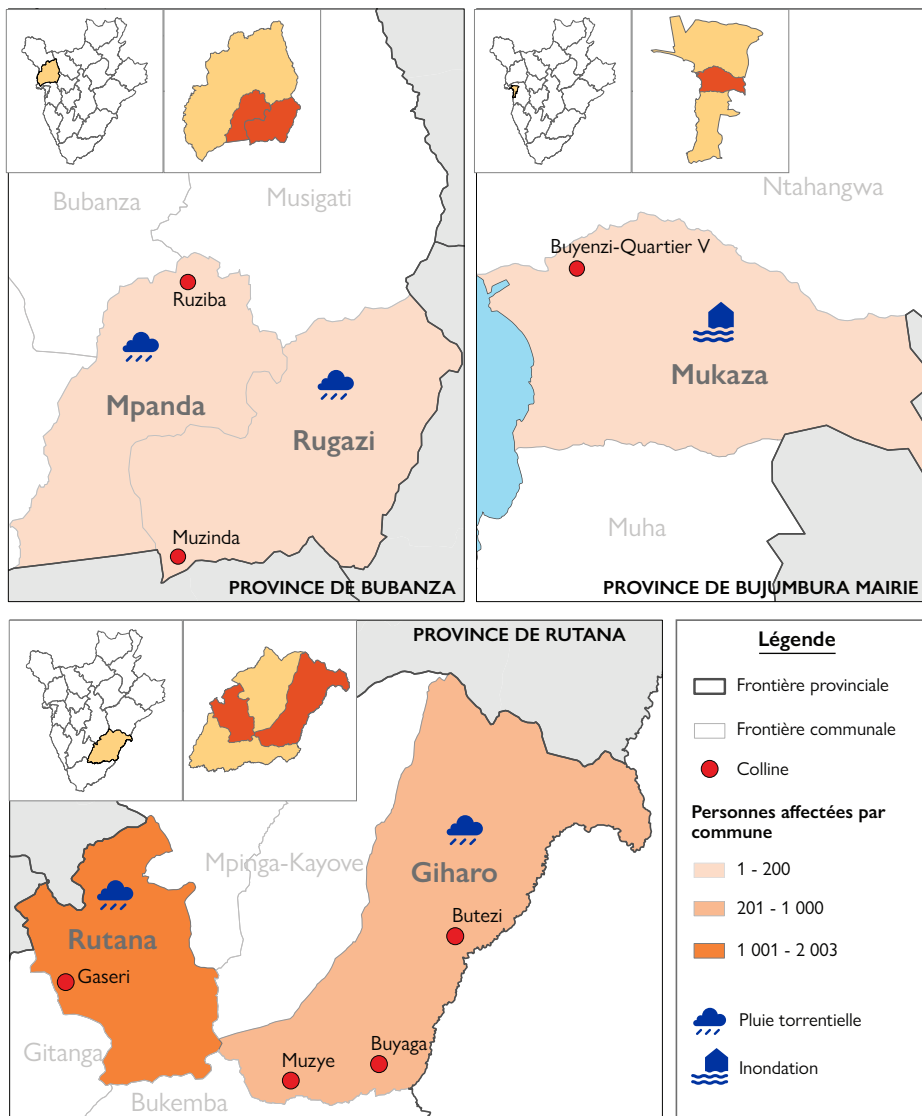 Bubanza
Musigati
Ruziba
Mpanda
Rugazi
Muzinda
PROVINCE DE BUBANZA
Ntahangwa
Buyenzi-Quartier V
Mukaza
Muha
PROVINCE DE BUJUMBURA MAIRIE
PROVINCE DE RUTANA
Mpinga-Kayove
Giharo
Butezi
Rutana
Gaseri
Gitanga
Muzye
Buyaga
Bukemba
Légende
Frontière provinciale
Frontière communale
Colline
Personnes affectées par
commune
1 - 200
201 - 1 000
1 001 - 2 003
Pluie torrentielle
Inondation